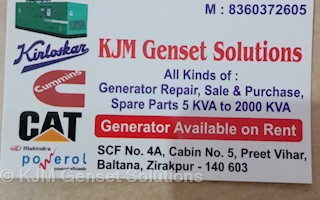 M : 8360372605
Kirloskar
KJM Genset Solutions
Cummins
All Kinds of :
Generator Repair, Sale & Purchase,
Spare Parts 5 KVA to 2000 KVA
CAT
Generator Available on Rent
Mahindra
powerol
SCF No. 4A, Cabin No. 5, Preet Vihar,
Baltana, Zirakpur - 140 603
© KJM Genset Solutions